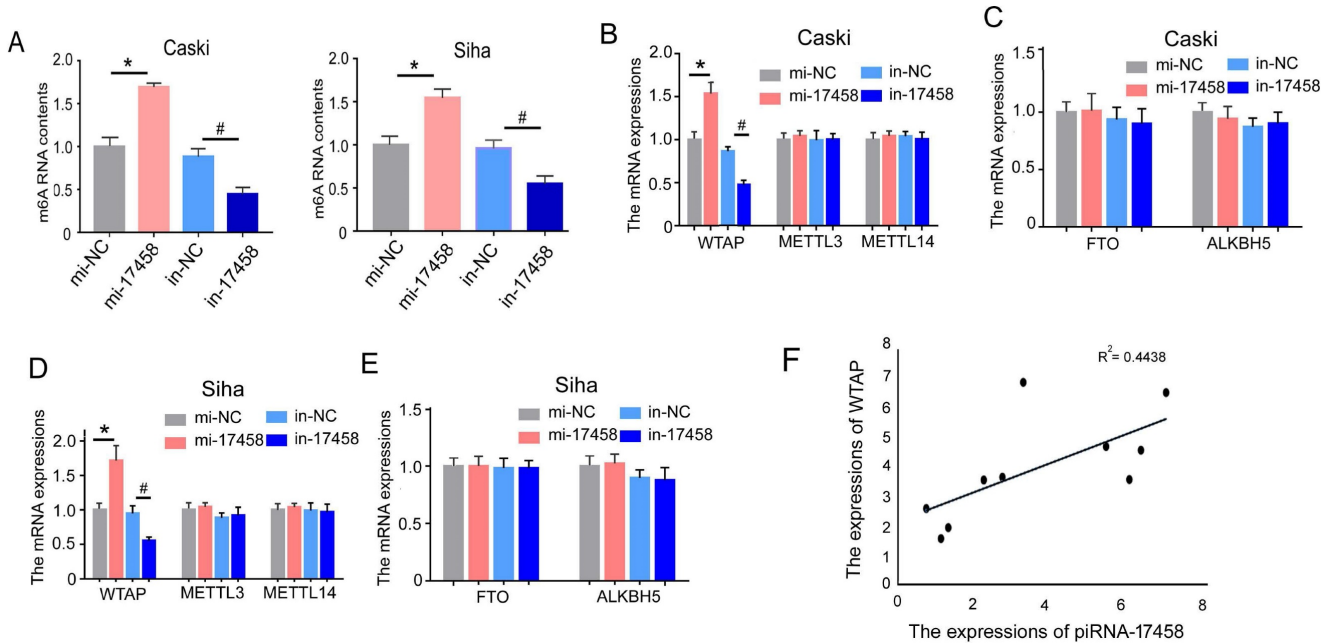 A
Caski
m6A RNA contents
2.0
1.5
1.0
0.5
0
*
#
mi-NC
mi-17458
in-NC
in-17458
Siha
m6A RNA contents
2.0
1.5
1.0
0.5
0
*
#
mi-NC
mi-17458
in-NC
in-17458
B
Caski
mi-NC
in-NC
mi-17458
in-17458
The mRNA expressions
2.0
1.5
1.0
0.5
0
*
#
WTAP
METTL3
METTL14
C
Caski
mi-NC
in-NC
mi-17458
in-17458
The mRNA expressions
1.5
1.0
0.5
0
FTO
ALKBH5
D
Siha
mi-NC
in-NC
mi-17458
in-17458
The mRNA expressions
2.0
1.5
1.0
0.5
0
*
#
WTAP
METTL3
METTL14
E
Siha
mi-NC
in-NC
mi-17458
in-17458
The mRNA expressions
1.5
1.0
0.5
0
FTO
ALKBH5
F
R²= 0.4438
The expressions of WTAP
8
7
6
5
4
3
2
1
0
0 2 4 6 8
The expressions of piRNA-17458